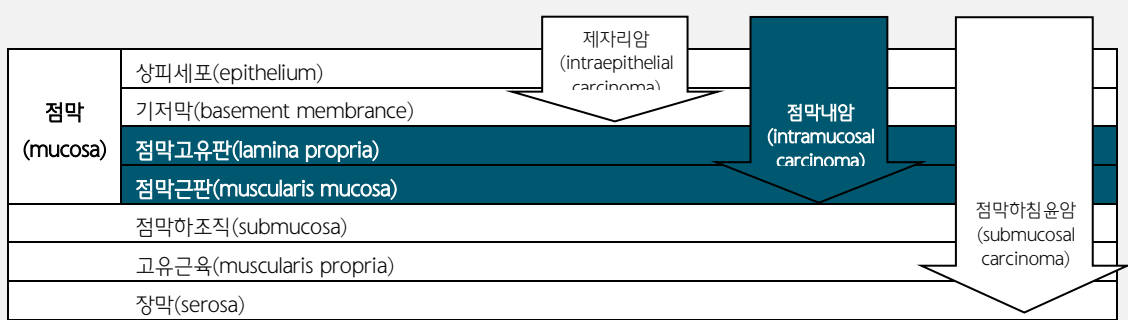 제자리암
(intraepithelial
carcinoma)
점막내암
(intramucosal
carcinoma)
점막하침윤암
(submucosal
carcinoma)
점막
(mucosa)
상피세포(epithelium)
기저막(basement membrance)
점막고유판(lamina propria)
점막근판(muscularis mucosa)
점막하조직(submucosa)
고유근육(muscularis propria)
장막(serosa)